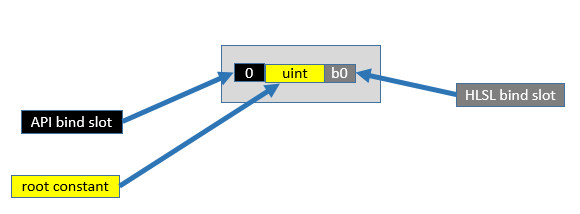 0 uint b0
HLSL bind slot
API bind slot
root constant